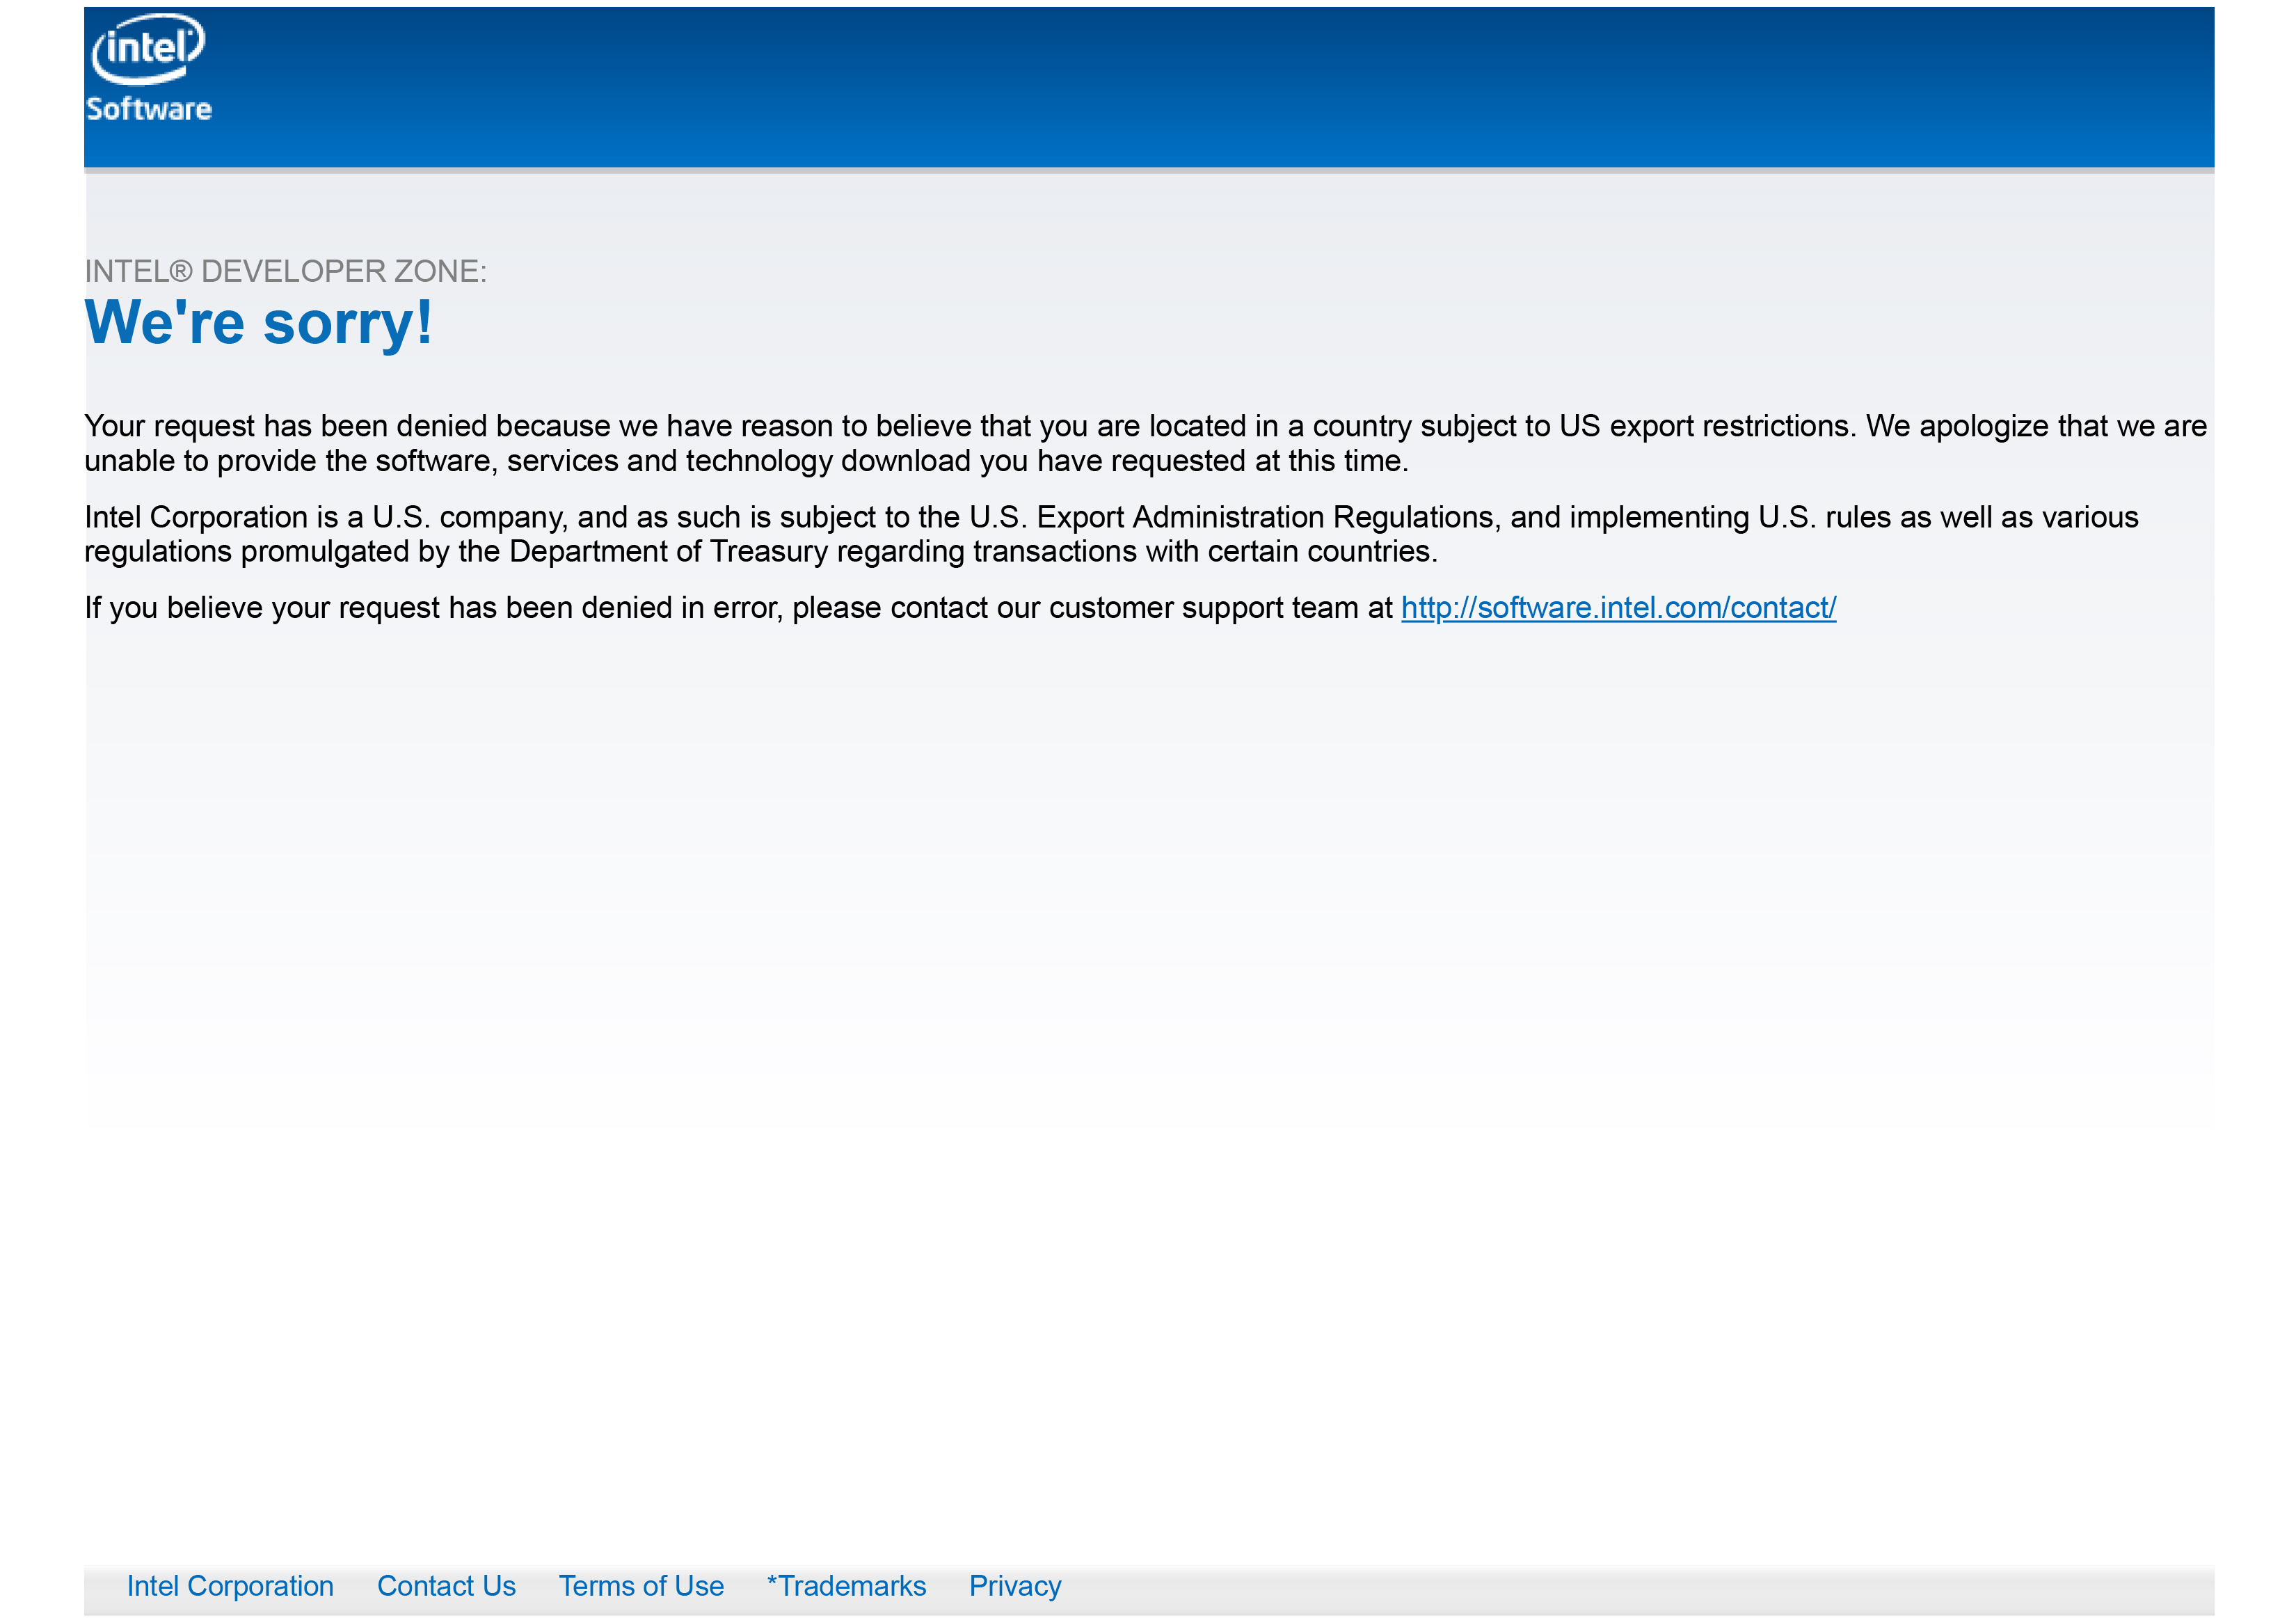 intel
Software
INTEL® DEVELOPER ZONE:
We're sorry!
Your request has been denied because we have reason to believe that you are located in a country subject to US export restrictions. We apologize that we are
unable to provide the software, services and technology download you have requested at this time.
Intel Corporation is a U.S. company, and as such is subject to the U.S. Export Administration Regulations, and implementing U.S. rules as well as various
regulations promulgated by the Department of Treasury regarding transactions with certain countries.
If you believe your request has been denied in error, please contact our customer support team at http://software.intel.com/contact/
Intel Corporation Contact Us Terms of Use *Trademarks Privacy